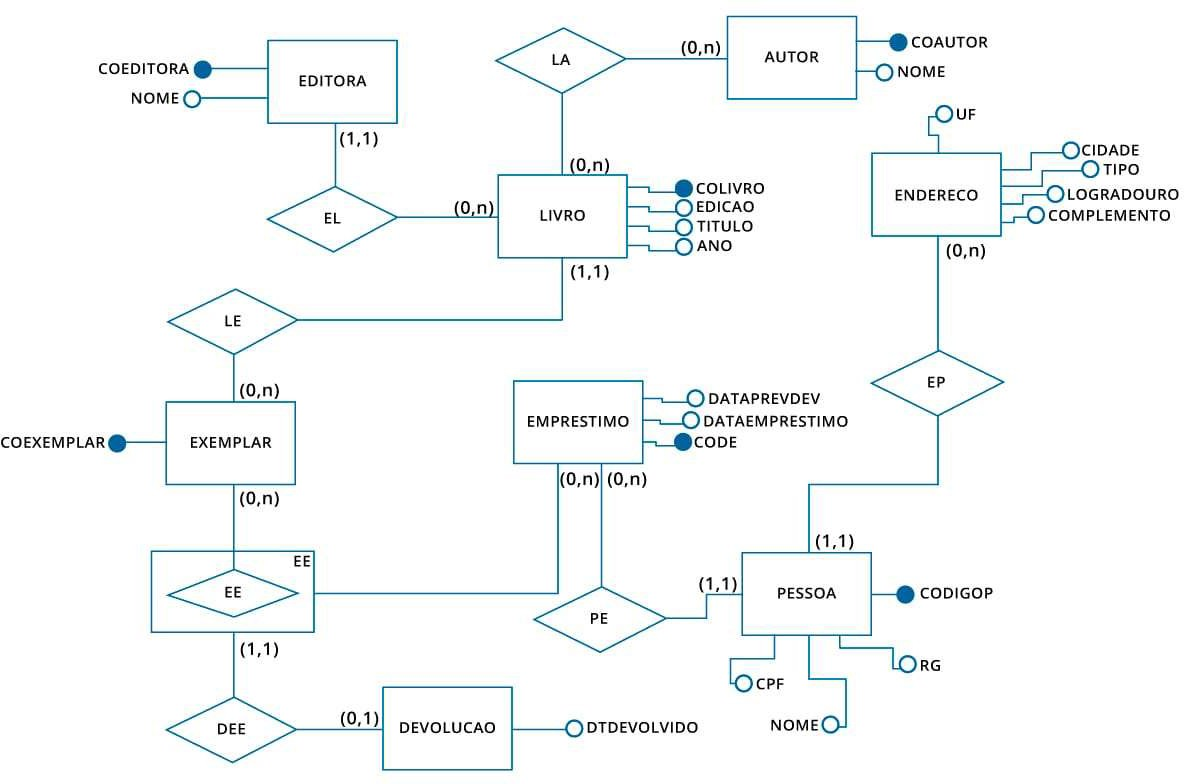 COEDITORA
NOME
EDITORA
(1,1)
EL
(0,n)
LA
(0,n)
AUTOR
COAUTOR
NOME
(0,n)
LIVRO
COLIVRO
EDICAO
TITULO
ANO
(1,1)
UF
ENDERECO
CIDADE
TIPO
LOGRADOURO
COMPLEMENTO
(0,n)
LE
(0,n)
COEXEMPLAR
EXEMPLAR
(0,n)
EMPRESTIMO
DATAPREVDEV
DATAEMPRESTIMO
CODE
(0,n)
(0,n)
EP
(1,1)
EE
EE
(1,1)
PE
(1,1)
PESSOA
CODIGOP
RG
CPF
NOME
DEE
(0,1)
DEVOLUCAO
DTDEVOLVIDO